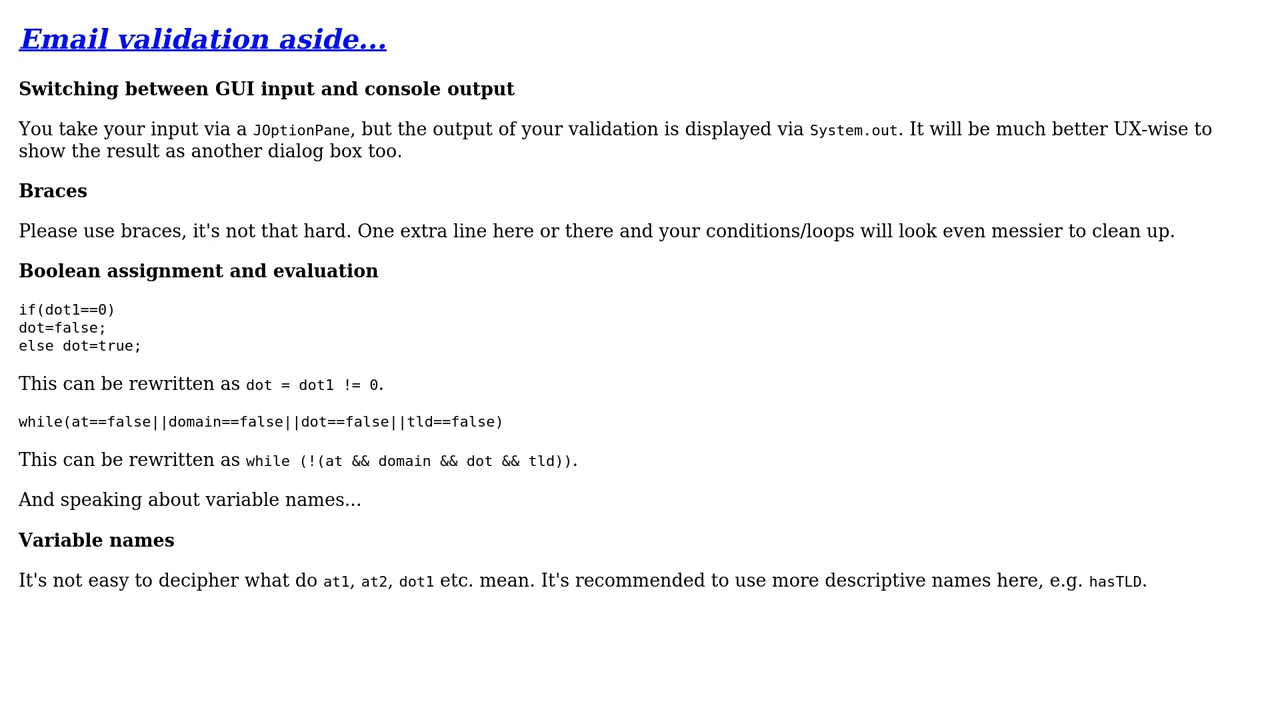 Email validation aside...
Switching between GUI input and console output
You take your input via a JOptionPane, but the output of your validation is displayed via System.out. It will be much better UX-wise to
show the result as another dialog box too.
Braces
Please use braces, it's not that hard. One extra line here or there and your conditions/loops will look even messier to clean up.
Boolean assignment and evaluation
if(dot1==0)
dot=false;
else dot=true;
This can be rewritten as dot = dot1 != 0.
while(at==false||domain==false||dot==false||tld==false)
This can be rewritten as while (!(at && domain && dot && tld)).
And speaking about variable names...
Variable names
It's not easy to decipher what do at1, at2, dot1 etc. mean. It's recommended to use more descriptive names here, e.g. hasTLD.